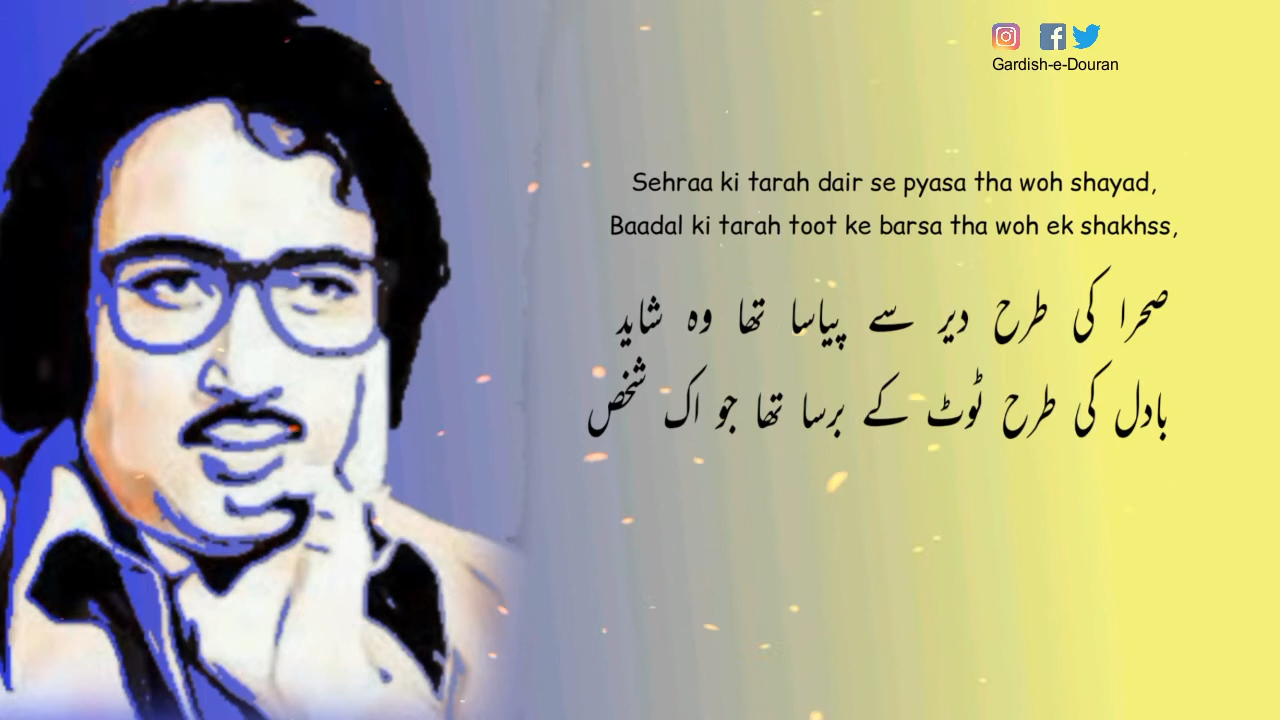 Gardish-e-Douran
Sehraa ki tarah dair se pyasa tha woh shayad,
Baadal ki tarah toot ke barsa tha woh ek shakhss,
صحرا کی طرح دیر سے پیاسا تھا وہ شاید
بادل کی طرح ٹوٹ کے برسا تھا جو اک شخص